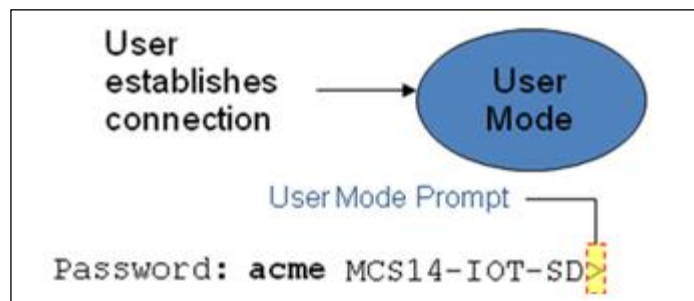 User
establishes
connection
User
Mode
User Mode Prompt
Password: acme MCS14-IOT-SD>